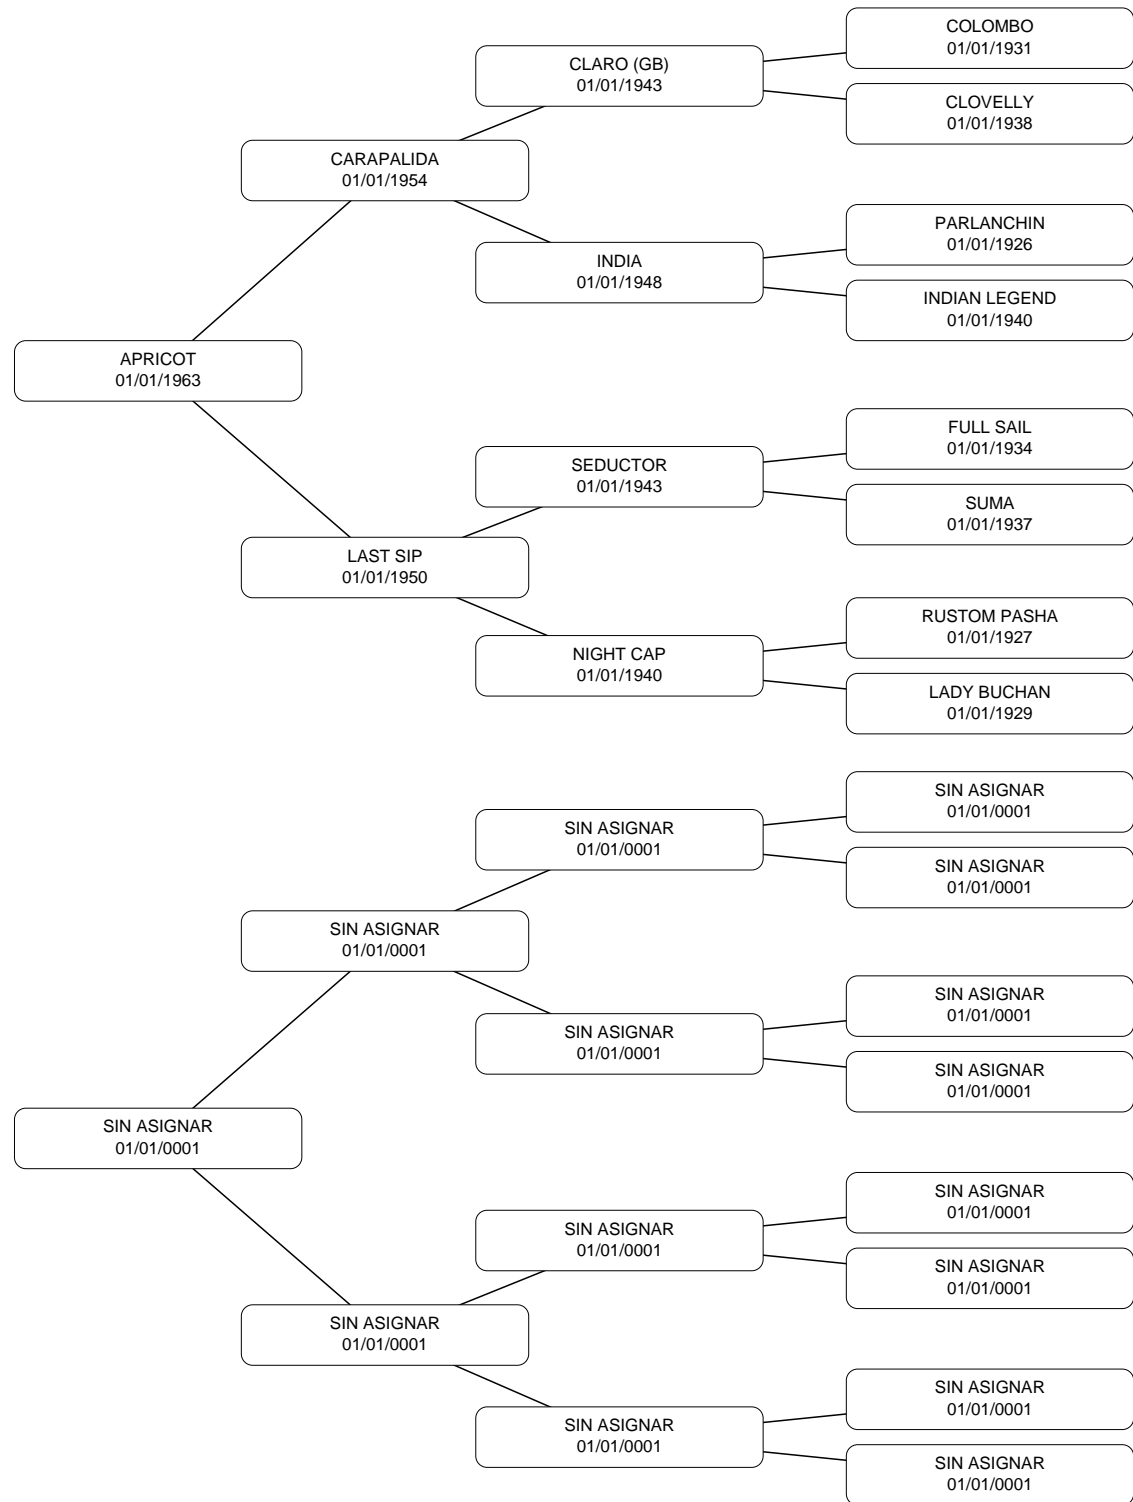 COLOMBO
01/01/1931
CLARO (GB)
01/01/1943
CLOVELLY
01/01/1938
CARAPALIDA
01/01/1954
PARLANCHIN
01/01/1926
INDIA
01/01/1948
INDIAN LEGEND
01/01/1940
APRICOT
01/01/1963
FULL SAIL
01/01/1934
SEDUCTOR
01/01/1943
SUMA
01/01/1937
LAST SIP
01/01/1950
RUSTOM PASHA
01/01/1927
NIGHT CAP
01/01/1940
LADY BUCHAN
01/01/1929
SIN ASIGNAR
01/01/0001
SIN ASIGNAR
01/01/0001
SIN ASIGNAR
01/01/0001
SIN ASIGNAR
01/01/0001
SIN ASIGNAR
01/01/0001
SIN ASIGNAR
01/01/0001
SIN ASIGNAR
01/01/0001
SIN ASIGNAR
01/01/0001
SIN ASIGNAR
01/01/0001
SIN ASIGNAR
01/01/0001
SIN ASIGNAR
01/01/0001
SIN ASIGNAR
01/01/0001
SIN ASIGNAR
01/01/0001
SIN ASIGNAR
01/01/0001
SIN ASIGNAR
01/01/0001